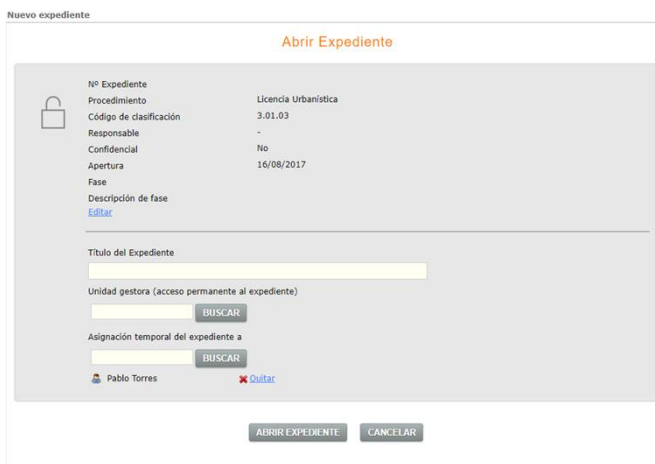 Nuevo expediente
Abrir Expediente
Nº Expediente
Procedimiento Licencia Urbanística
Código de clasificación 3.01.03
Responsable -
Confidencial No
Apertura 16/08/2017
Fase
Descripción de fase
Editar
Título del Expediente
Unidad gestora (acceso permanente al expediente)
BUSCAR
Asignación temporal del expediente a
BUSCAR
Pablo Torres Quitar
ABRIR EXPEDIENTE CANCELAR